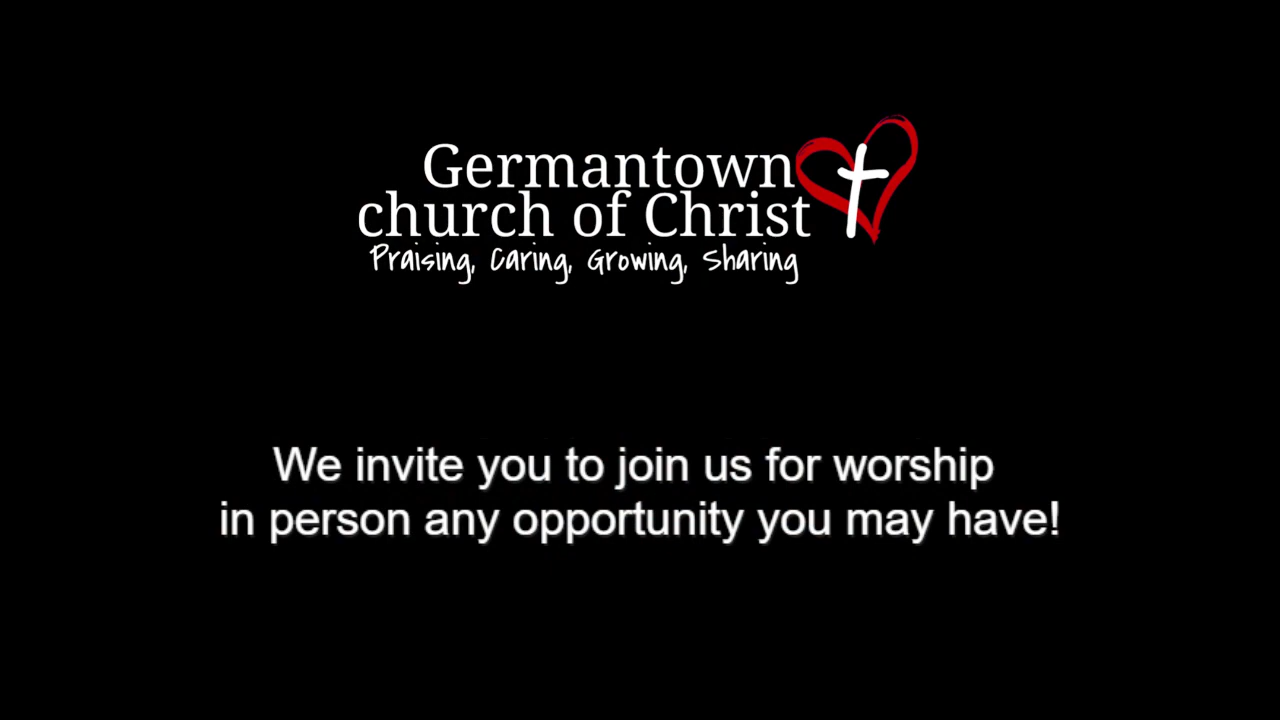 Germantown
church of Christ
Praising, Caring, Growing, Sharing
We invite you to join us for worship
in person any opportunity you may have!